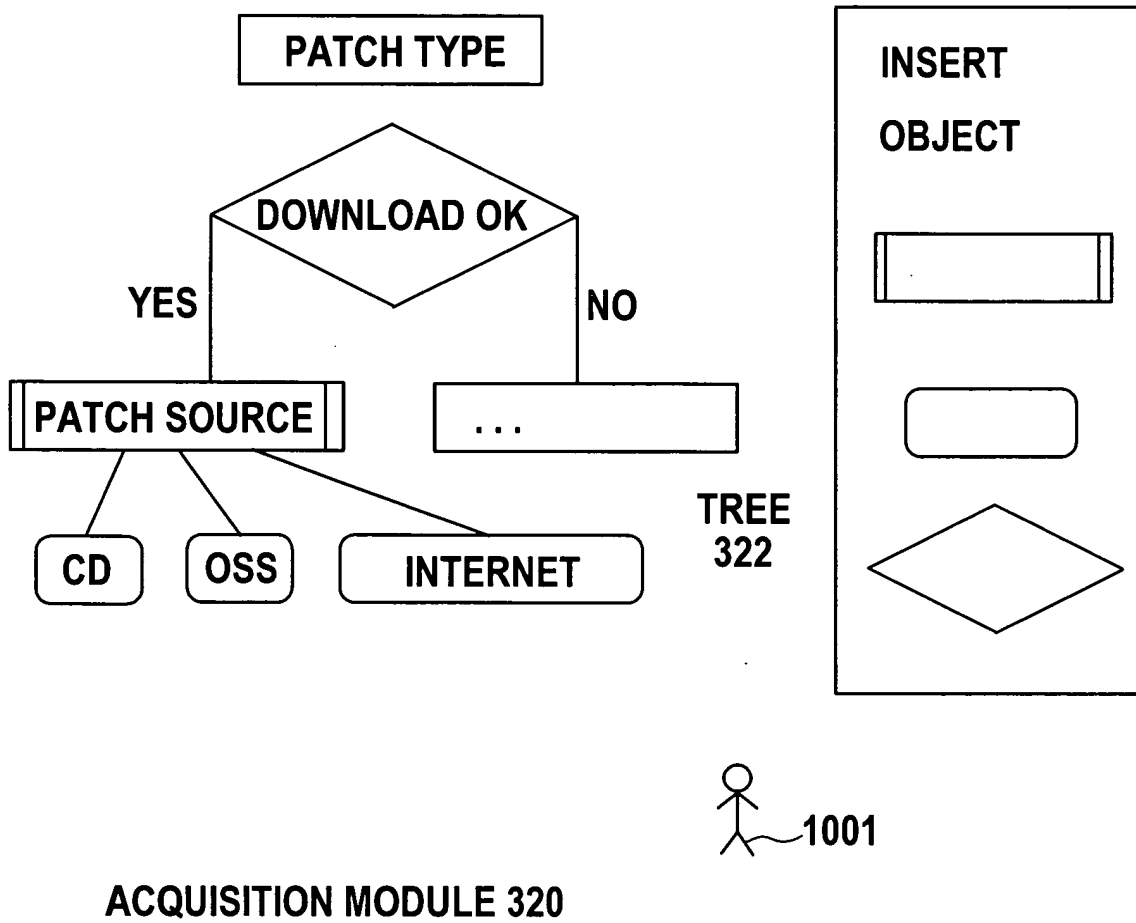 PATCH TYPE
DOWNLOAD OK
YES
NO
PATCH SOURCE
...
CD
OSS
INTERNET
TREE
322
INSERT
OBJECT
1001
ACQUISITION MODULE 320